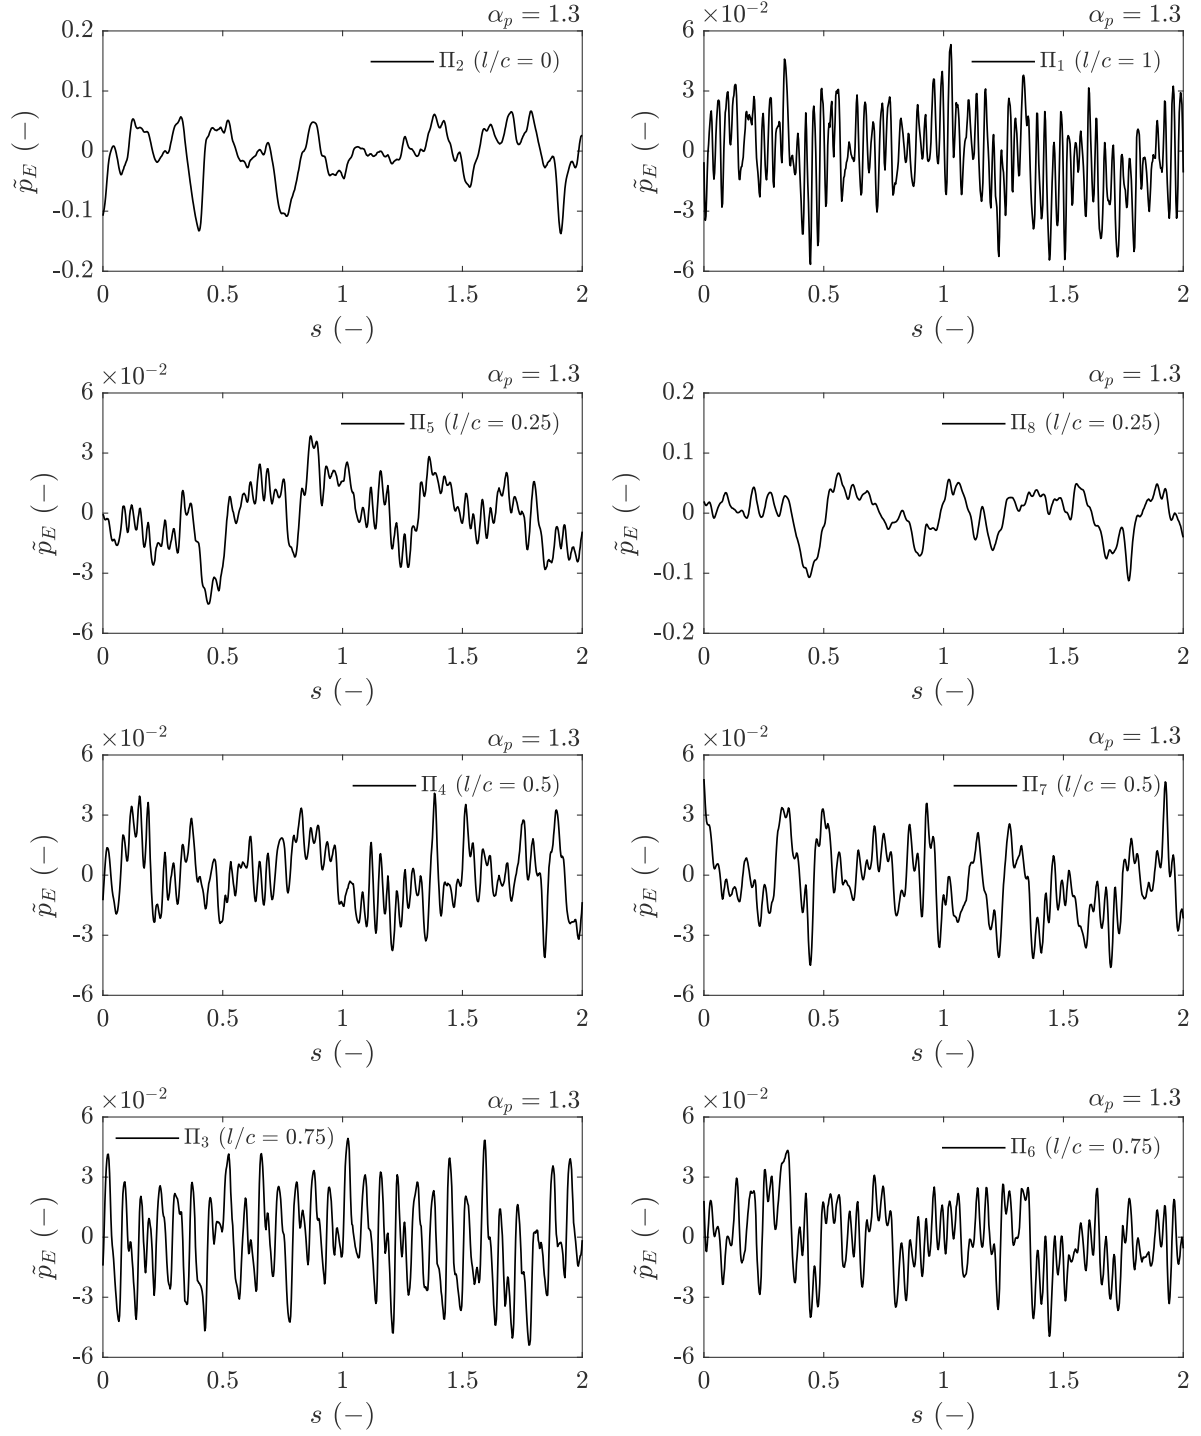 α_p = 1.3
0.2
0.1
0
-0.1
-0.2
p̃_E (−)
Π_2 (l/c = 0)
0 0.5 1 1.5 2
s (−)
×10^−2
α_p = 1.3
6
3
0
-3
-6
p̃_E (−)
Π_1 (l/c = 1)
0 0.5 1 1.5 2
s (−)
×10^−2
α_p = 1.3
6
3
0
-3
-6
p̃_E (−)
Π_5 (l/c = 0.25)
0 0.5 1 1.5 2
s (−)
α_p = 1.3
0.2
0.1
0
-0.1
-0.2
p̃_E (−)
Π_8 (l/c = 0.25)
0 0.5 1 1.5 2
s (−)
×10^−2
α_p = 1.3
6
3
0
-3
-6
p̃_E (−)
Π_4 (l/c = 0.5)
0 0.5 1 1.5 2
s (−)
×10^−2
α_p = 1.3
6
3
0
-3
-6
p̃_E (−)
Π_7 (l/c = 0.5)
0 0.5 1 1.5 2
s (−)
×10^−2
α_p = 1.3
6
3
0
-3
-6
p̃_E (−)
Π_3 (l/c = 0.75)
0 0.5 1 1.5 2
s (−)
×10^−2
α_p = 1.3
6
3
0
-3
-6
p̃_E (−)
Π_6 (l/c = 0.75)
0 0.5 1 1.5 2
s (−)